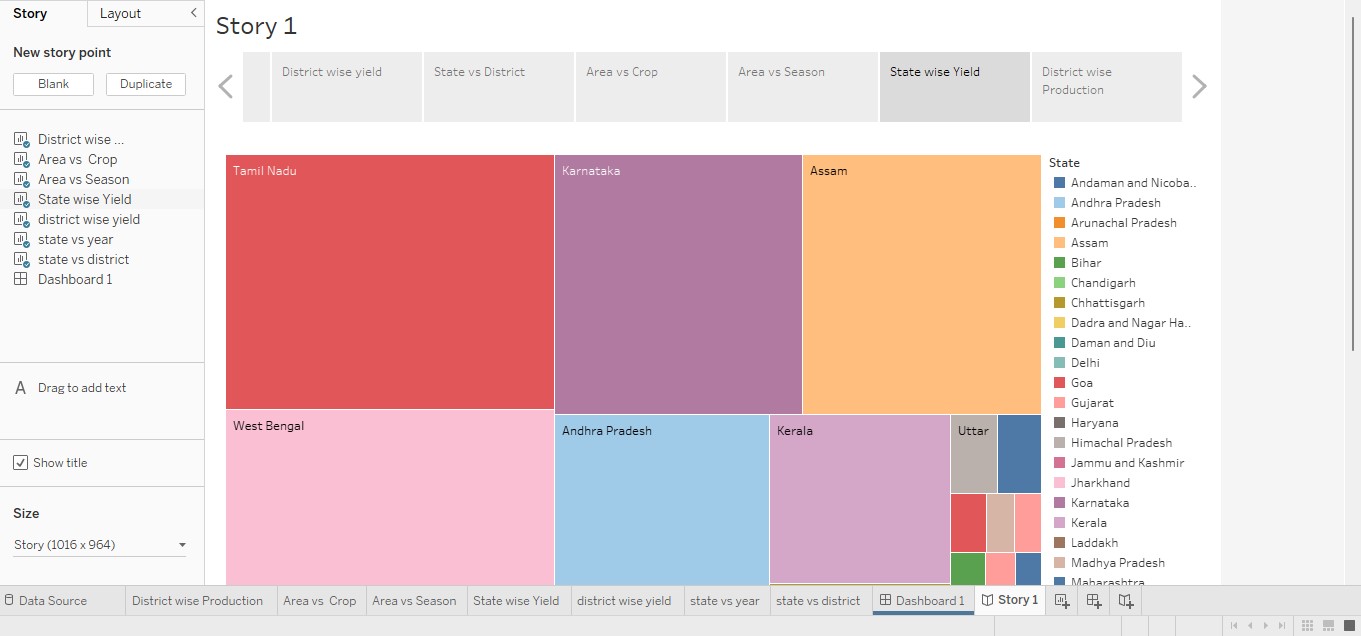 Story
Layout
New story point
Blank
Duplicate
District wise ...
Area vs  Crop
Area vs Season
State wise Yield
district wise yield
state vs year
state vs district
Dashboard 1
A
Drag to add text
Show title
Size
Story (1016 x 964)
Story 1
District wise yield
State vs District
Area vs Crop
Area vs Season
State wise Yield
District wise
Production
Tamil Nadu
Karnataka
Assam
West Bengal
Andhra Pradesh
Kerala
Uttar
State
Andaman and Nicoba..
Andhra Pradesh
Arunachal Pradesh
Assam
Bihar
Chandigarh
Chhattisgarh
Dadra and Nagar Ha..
Daman and Diu
Delhi
Goa
Gujarat
Haryana
Himachal Pradesh
Jammu and Kashmir
Jharkhand
Karnataka
Kerala
Laddakh
Madhya Pradesh
Maharashtra
Data Source
District wise Production
Area vs  Crop
Area vs Season
State wise Yield
district wise yield
state vs year
state vs district
Dashboard 1
Story 1